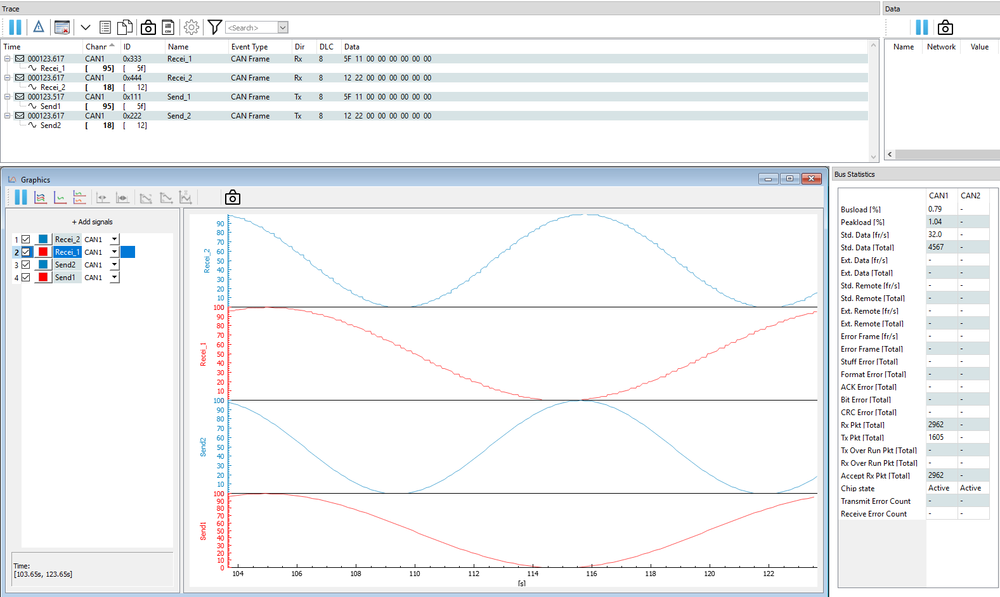 Trace
<Search>
Time Chanr ID Name Event Type Dir DLC Data
000123.617 CAN1 0x333 Recei_1 CAN Frame Rx 8 5F 11 00 00 00 00 00 00
Recei_1 [ 95] [ 5f]
000123.617 CAN1 0x444 Recei_2 CAN Frame Rx 8 12 22 00 00 00 00 00 00
Recei_2 [ 18] [ 12]
000123.517 CAN1 0x111 Send_1 CAN Frame Tx 8 5F 11 00 00 00 00 00 00
Send1 [ 95] [ 5f]
000123.617 CAN1 0x222 Send_2 CAN Frame Tx 8 12 22 00 00 00 00 00 00
Send2 [ 18] [ 12]
Data
Name Network Value
Graphics
+ Add signals
1 Recei_2 CAN1
2 Recei_1 CAN1
3 Send2 CAN1
4 Send1 CAN1
Time:
[103.65s, 123.65s]
Recei_2
90
80
70
60
50
40
30
20
10
Recei_1
100
90
80
70
60
50
40
30
20
10
Send2
100
90
80
70
60
50
40
30
20
10
Send1
100
90
80
70
60
50
40
30
20
10
0
104 106 108 110 112 114 116 118 120 122
[s]
Bus Statistics
CAN1 CAN2
Busload [%] 0.79 -
Peakload [%] 1.04 -
Std. Data [fr/s] 32.0 -
Std. Data [Total] 4567 -
Ext. Data [fr/s] - -
Ext. Data [Total] - -
Std. Remote [fr/s] - -
Std. Remote [Total] - -
Ext. Remote [fr/s] - -
Ext. Remote [Total] - -
Error Frame [fr/s] - -
Error Frame [Total] - -
Stuff Error [Total] - -
Format Error [Total] - -
ACK Error [Total] - -
Bit Error [Total] - -
CRC Error [Total] - -
Rx Pkt [Total] 2962 -
Tx Pkt [Total] 1605 -
Tx Over Run Pkt [Total] - -
Rx Over Run Pkt [Total] - -
Accept Rx Pkt [Total] 2962 -
Chip state Active Active
Transmit Error Count - -
Receive Error Count - -